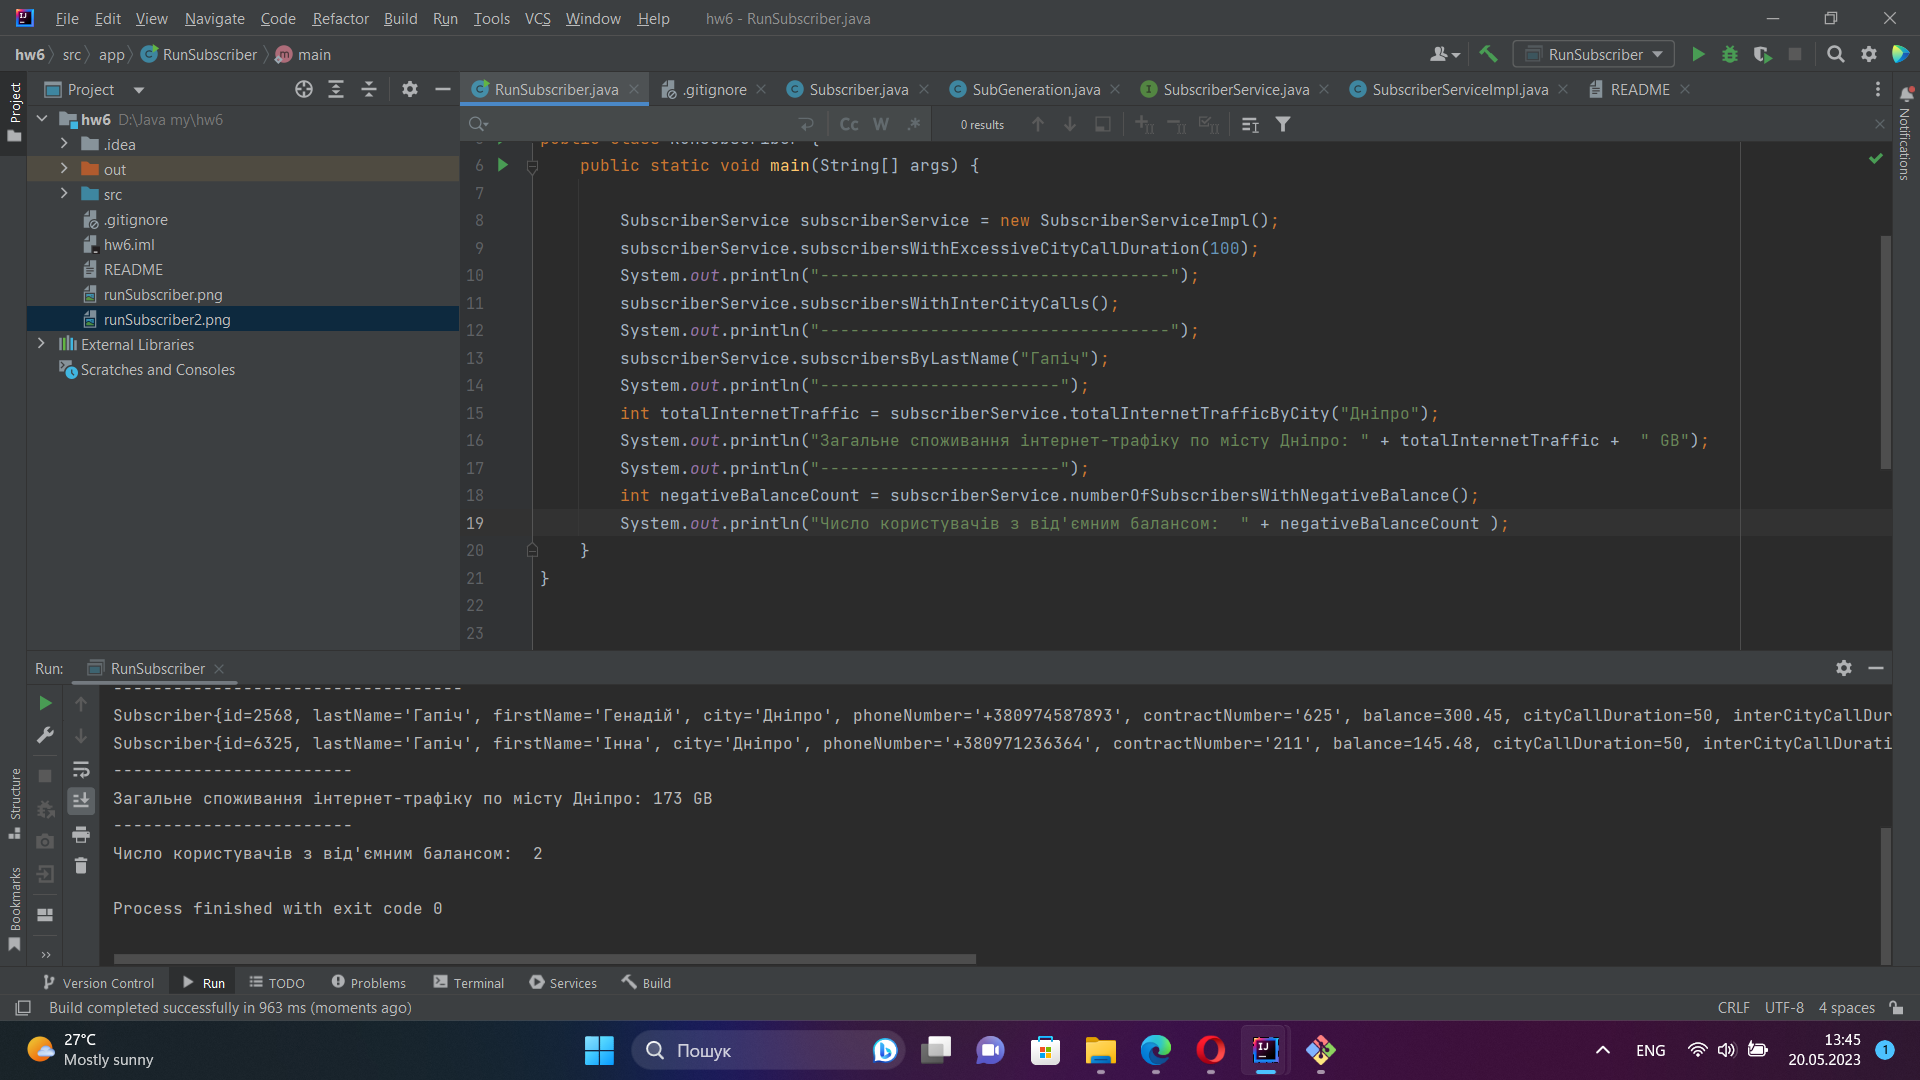 File Edit View Navigate Code Refactor Build Run Tools VCS Window Help hw6 - RunSubscriber.java
hw6 src app RunSubscriber main RunSubscriber
Project
RunSubscriber.java .gitignore Subscriber.java SubGeneration.java SubscriberService.java SubscriberServiceImpl.java README
Cc W .* 0 results
Project
Notifications
hw6 D:\Java my\hw6
.idea
out
src
.gitignore
hw6.iml
README
runSubscriber.png
runSubscriber2.png
External Libraries
Scratches and Consoles
6 public static void main(String[] args) {
7
8 SubscriberService subscriberService = new SubscriberServiceImpl();
9 subscriberService.subscribersWithExcessiveCityCallDuration(100);
10 System.out.println("-----------------------------------");
11 subscriberService.subscribersWithInterCityCalls();
12 System.out.println("-----------------------------------");
13 subscriberService.subscribersByLastName("Гапіч");
14 System.out.println("------------------------");
15 int totalInternetTraffic = subscriberService.totalInternetTrafficByCity("Дніпро");
16 System.out.println("Загальне споживання інтернет-трафіку по місту Дніпро: " + totalInternetTraffic +  " GB");
17 System.out.println("------------------------");
18 int negativeBalanceCount = subscriberService.numberOfSubscribersWithNegativeBalance();
19 System.out.println("Число користувачів з від'ємним балансом:  " + negativeBalanceCount );
20 }
21 }
22
23
Run: RunSubscriber
-----------------------------------
Subscriber{id=2568, lastName='Гапіч', firstName='Генадій', city='Дніпро', phoneNumber='+380974587893', contractNumber='625', balance=300.45, cityCallDuration=50, interCityCallDur
Subscriber{id=6325, lastName='Гапіч', firstName='Інна', city='Дніпро', phoneNumber='+380971236364', contractNumber='211', balance=145.48, cityCallDuration=50, interCityCallDurati
------------------------
Загальне споживання інтернет-трафіку по місту Дніпро: 173 GB
------------------------
Число користувачів з від'ємним балансом:  2
Process finished with exit code 0
Structure
Bookmarks
Version Control Run TODO Problems Terminal Services Build
Build completed successfully in 963 ms (moments ago) CRLF UTF-8 4 spaces
27°C
Mostly sunny
Пошук
ENG
13:45
20.05.2023
1